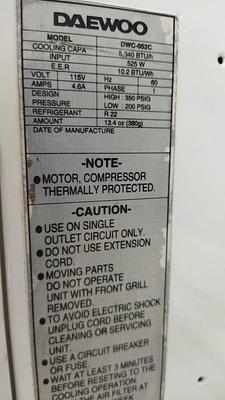 DAEWOO
MODEL DWC-052C
COOLING CAPA 5,340 BTU/h
INPUT 525 W
E.E.R 10.2 BTU/Wh
VOLT 115V Hz 60
AMPS 4.6A PHASE 1
DESIGN HIGH : 350 PSIG
PRESSURE LOW : 200 PSIG
REFRIGERANT R 22
AMOUNT 13.4 oz (380g)
DATE OF MANUFACTURE
-NOTE-
●MOTOR, COMPRESSOR
THERMALLY PROTECTED.
-CAUTION-
●USE ON SINGLE
OUTLET CIRCUIT ONLY.
●DO NOT USE EXTENSION
CORD.
●MOVING PARTS
DO NOT OPERATE
UNIT WITH FRONT GRILL
REMOVED.
●TO AVOID ELECTRIC SHOCK
UNPLUG CORD BEFORE
CLEANING OR SERVICING
UNIT.
●USE A CIRCUIT BREAKER
OR FUSE.
●WAIT AT LEAST 3 MINUTES
BEFORE RESETING TO THE
COOLING OPERATION.
THE AIR FILTER AT
WEEK